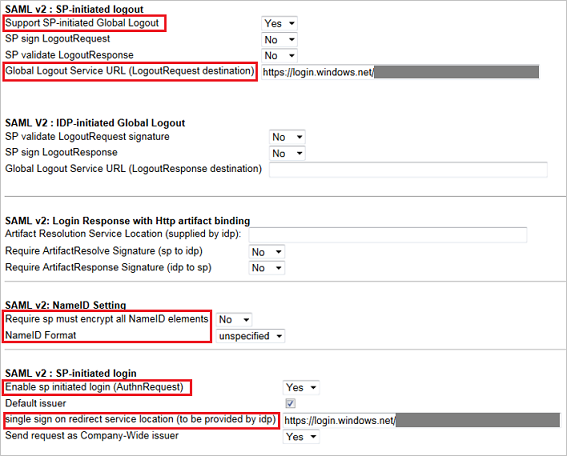 SAML v2 : SP-initiated logout
Support SP-initiated Global Logout Yes
SP sign LogoutRequest No
SP validate LogoutResponse No
Global Logout Service URL (LogoutRequest destination) https://login.windows.net/
SAML V2 : IDP-initiated Global Logout
SP validate LogoutRequest signature No
SP sign LogoutResponse No
Global Logout Service URL (LogoutResponse destination)
SAML v2: Login Response with Http artifact binding
Artifact Resolution Service Location (supplied by idp):
Require ArtifactResolve Signature (sp to idp) No
Require ArtifactResponse Signature (idp to sp) No
SAML v2: NameID Setting
Require sp must encrypt all NameID elements No
NameID Format unspecified
SAML v2 : SP-initiated login
Enable sp initiated login (AuthnRequest) Yes
Default issuer
single sign on redirect service location (to be provided by idp) https://login.windows.net/
Send request as Company-Wide issuer Yes